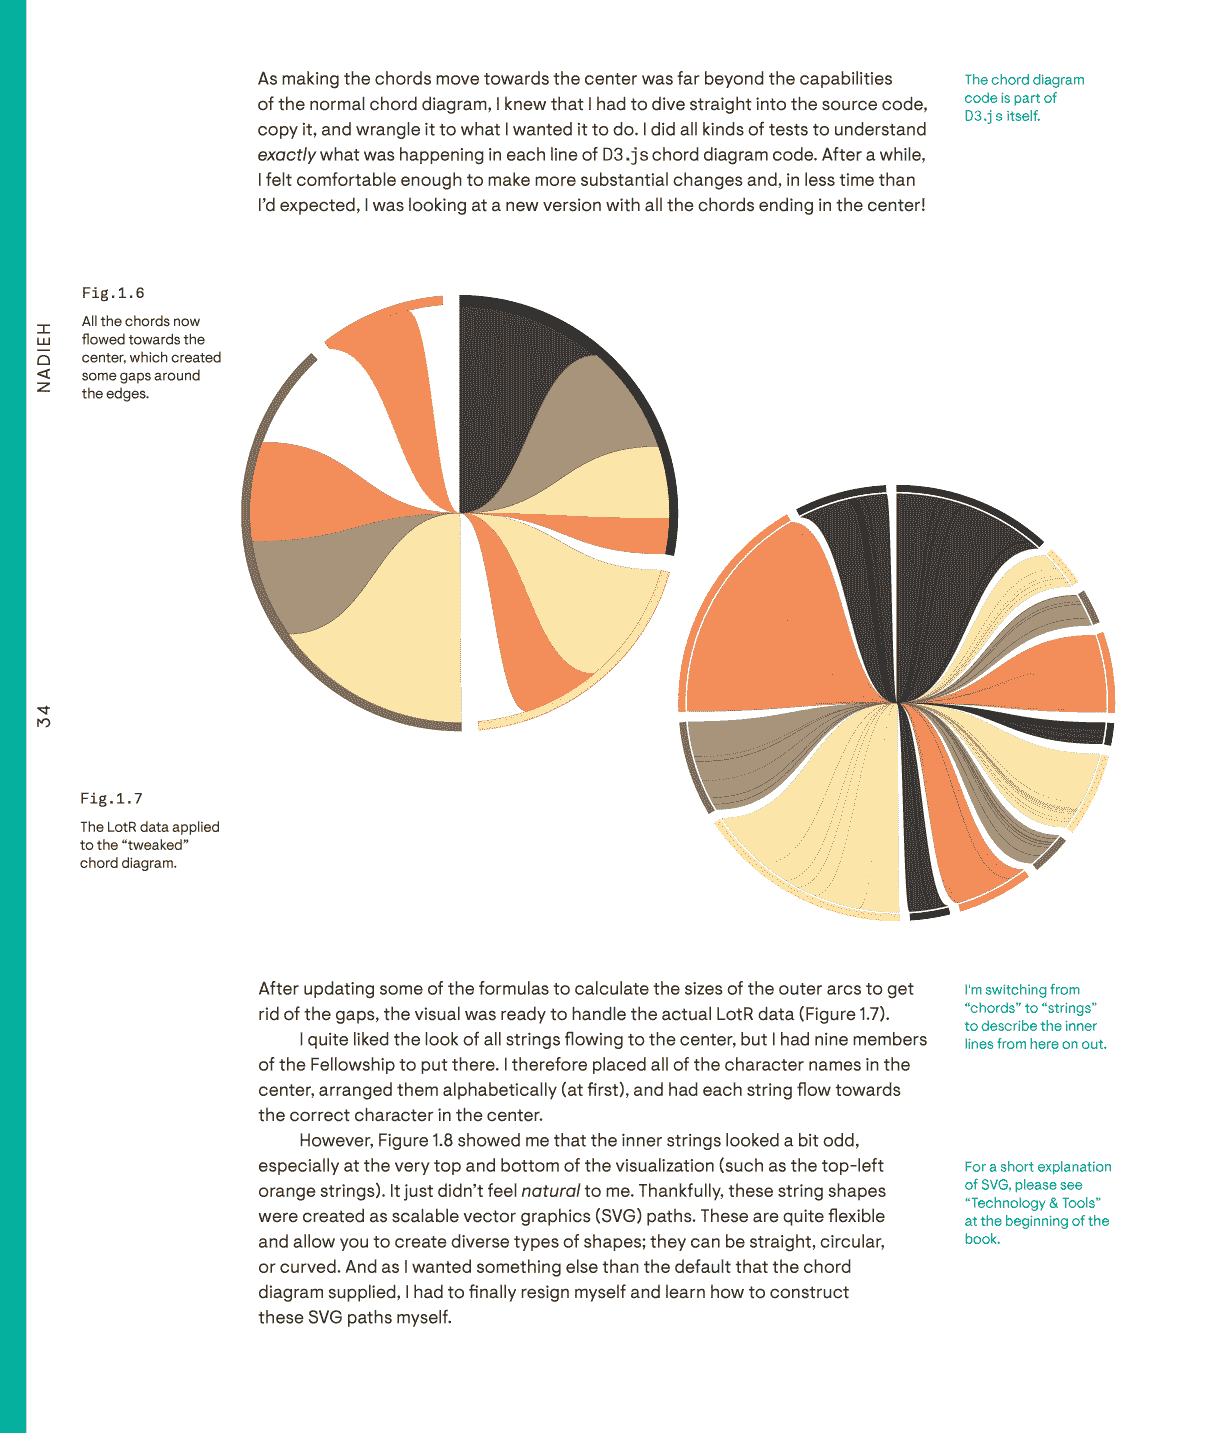 As making the chords move towards the center was far beyond the capabilities
of the normal chord diagram, I knew that I had to dive straight into the source code,
copy it, and wrangle it to what I wanted it to do. I did all kinds of tests to understand
exactly what was happening in each line of D3.js chord diagram code. After a while,
I felt comfortable enough to make more substantial changes and, in less time than
I'd expected, I was looking at a new version with all the chords ending in the center!
The chord diagram
code is part of
D3.js itself.
Fig.1.6
All the chords now
flowed towards the
center, which created
some gaps around
the edges.
NADIEH
34
Fig.1.7
The LotR data applied
to the “tweaked”
chord diagram.
After updating some of the formulas to calculate the sizes of the outer arcs to get
rid of the gaps, the visual was ready to handle the actual LotR data (Figure 1.7).
I quite liked the look of all strings flowing to the center, but I had nine members
of the Fellowship to put there. I therefore placed all of the character names in the
center, arranged them alphabetically (at first), and had each string flow towards
the correct character in the center.
However, Figure 1.8 showed me that the inner strings looked a bit odd,
especially at the very top and bottom of the visualization (such as the top-left
orange strings). It just didn't feel natural to me. Thankfully, these string shapes
were created as scalable vector graphics (SVG) paths. These are quite flexible
and allow you to create diverse types of shapes; they can be straight, circular,
or curved. And as I wanted something else than the default that the chord
diagram supplied, I had to finally resign myself and learn how to construct
these SVG paths myself.
I'm switching from
“chords” to “strings”
to describe the inner
lines from here on out.
For a short explanation
of SVG, please see
“Technology & Tools”
at the beginning of the
book.